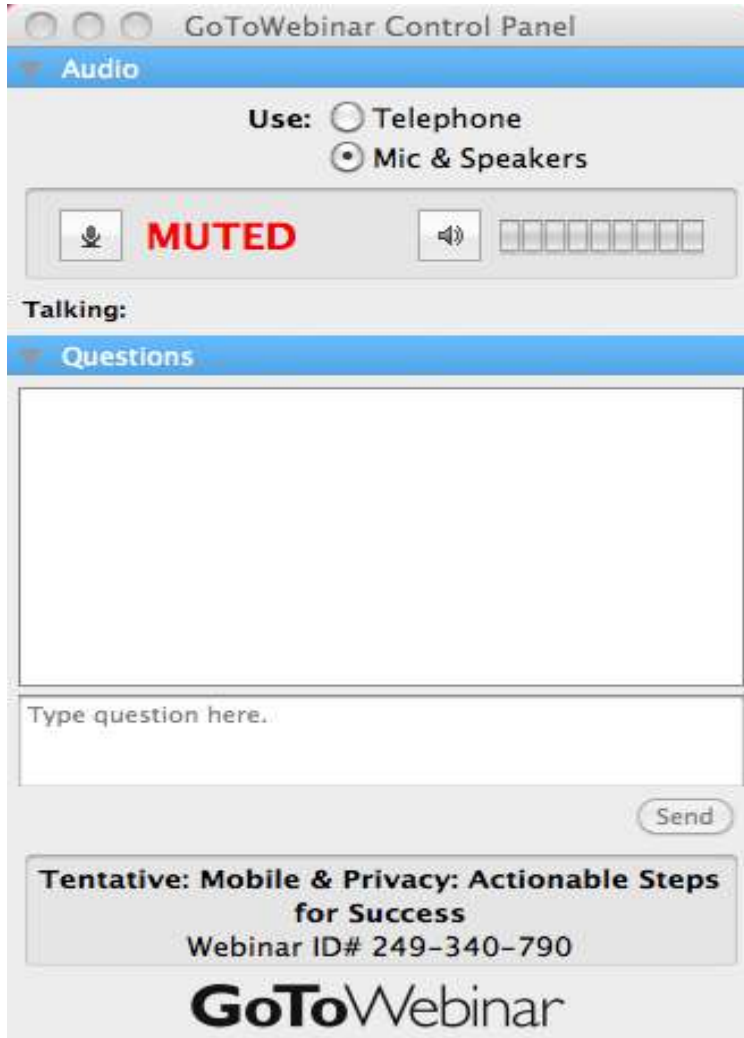 GoToWebinar Control Panel
Audio
Use: Telephone
Mic & Speakers
MUTED
Talking:
Questions
Type question here.
Send
Tentative: Mobile & Privacy: Actionable Steps
for Success
Webinar ID# 249-340-790
GoToWebinar